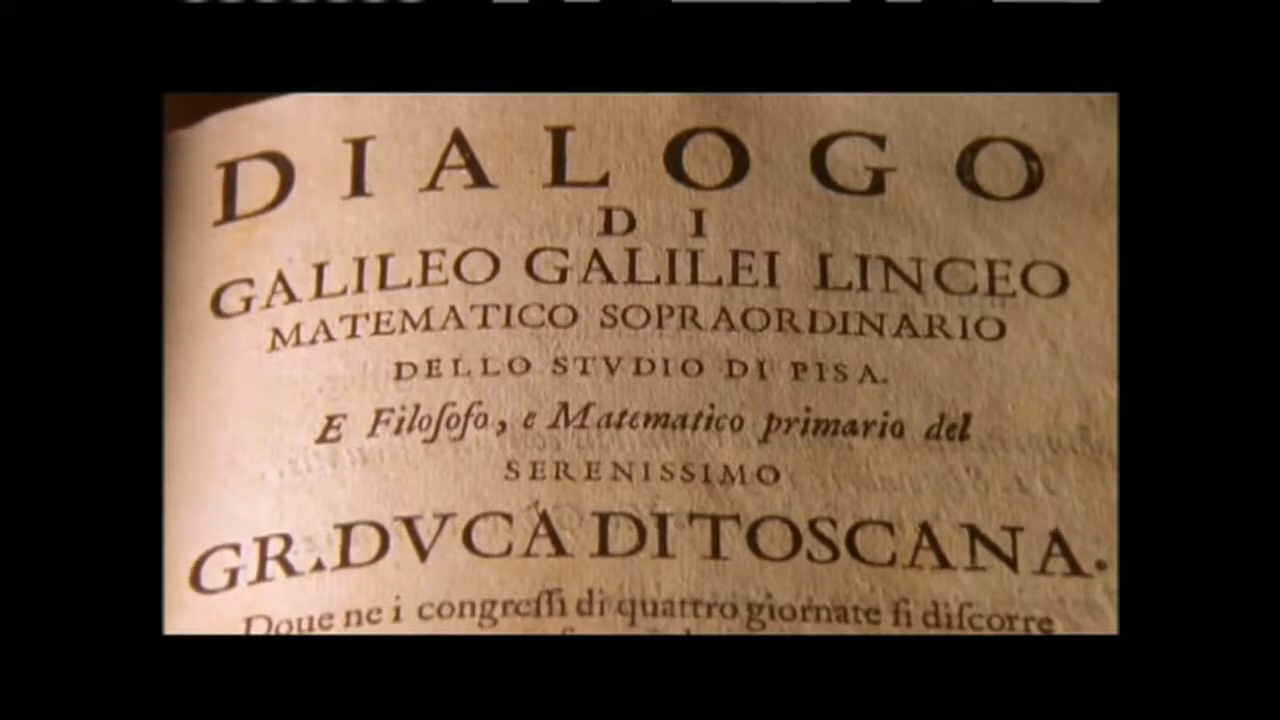 DIALOGO
DI
GALILEO GALILEI LINCEO
MATEMATICO SOPRAORDINARIO
DELLO STVDIO DI PISA.
E Filoſofo, e Matematico primario del
SERENISSIMO
GR.DVCA DI TOSCANA.
Doue ne i congreſſi di quattro giornate ſi diſcorre